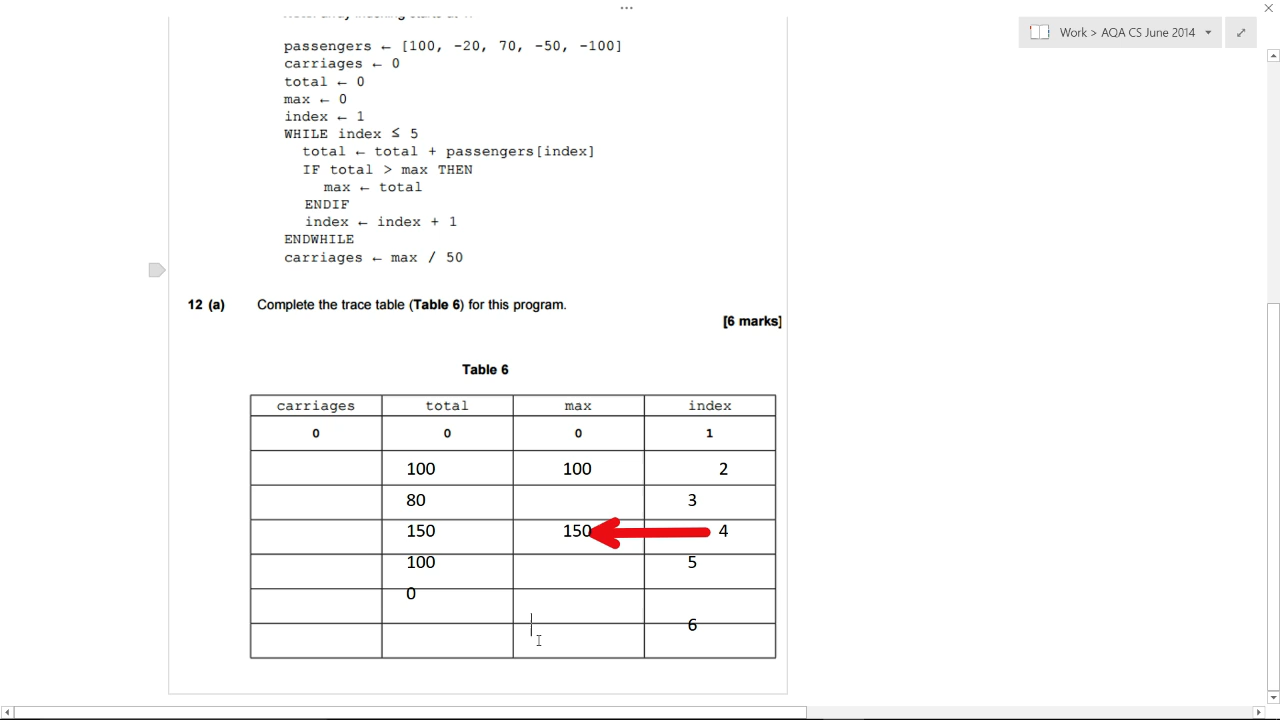 Work > AQA CS June 2014
passengers ← [100, -20, 70, -50, -100]
carriages ← 0
total ← 0
max ← 0
index ← 1
WHILE index ≤ 5
total ← total + passengers[index]
IF total > max THEN
max ← total
ENDIF
index ← index + 1
ENDWHILE
carriages ← max / 50
12 (a) Complete the trace table (Table 6) for this program.
[6 marks]
Table 6
carriages total max index
0 0 0 1
100 100 2
80 3
150 150 4
100 5
0
6